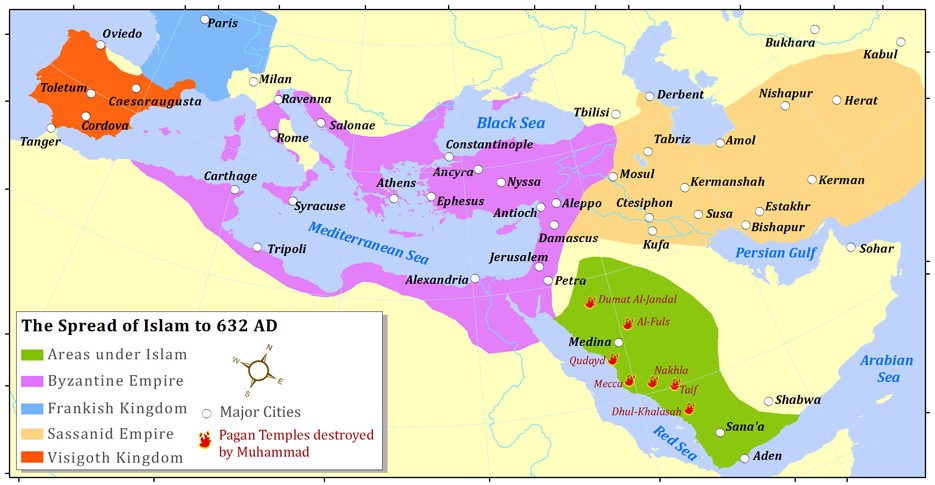 Paris
Oviedo
Bukhara
Kabul
Milan
Toletum
Caesaraugusta
Ravenna
Derbent
Nishapur
Herat
Cordova
Salonae
Black Sea
Tbilisi
Tanger
Rome
Constantinople
Tabriz
Amol
Carthage
Athens
Ancyra
Nyssa
Mosul
Kermanshah
Kerman
Syracuse
Ephesus
Antioch
Aleppo
Ctesiphon
Susa
Estakhr
Bishapur
Tripoli
Mediterranean Sea
Damascus
Kufa
Persian Gulf
Sohar
Jerusalem
Alexandria
Petra
Dumat Al-Jandal
Al-Fuls
Medina
Qudayd
Mecca
Nakhla
Taif
Dhul-Khalasah
Arabian
Sea
Shabwa
Sana'a
Red Sea
Aden
The Spread of Islam to 632 AD
Areas under Islam
Byzantine Empire
Frankish Kingdom
Sassanid Empire
Visigoth Kingdom
N
W
E
S
Major Cities
Pagan Temples destroyed
by Muhammad